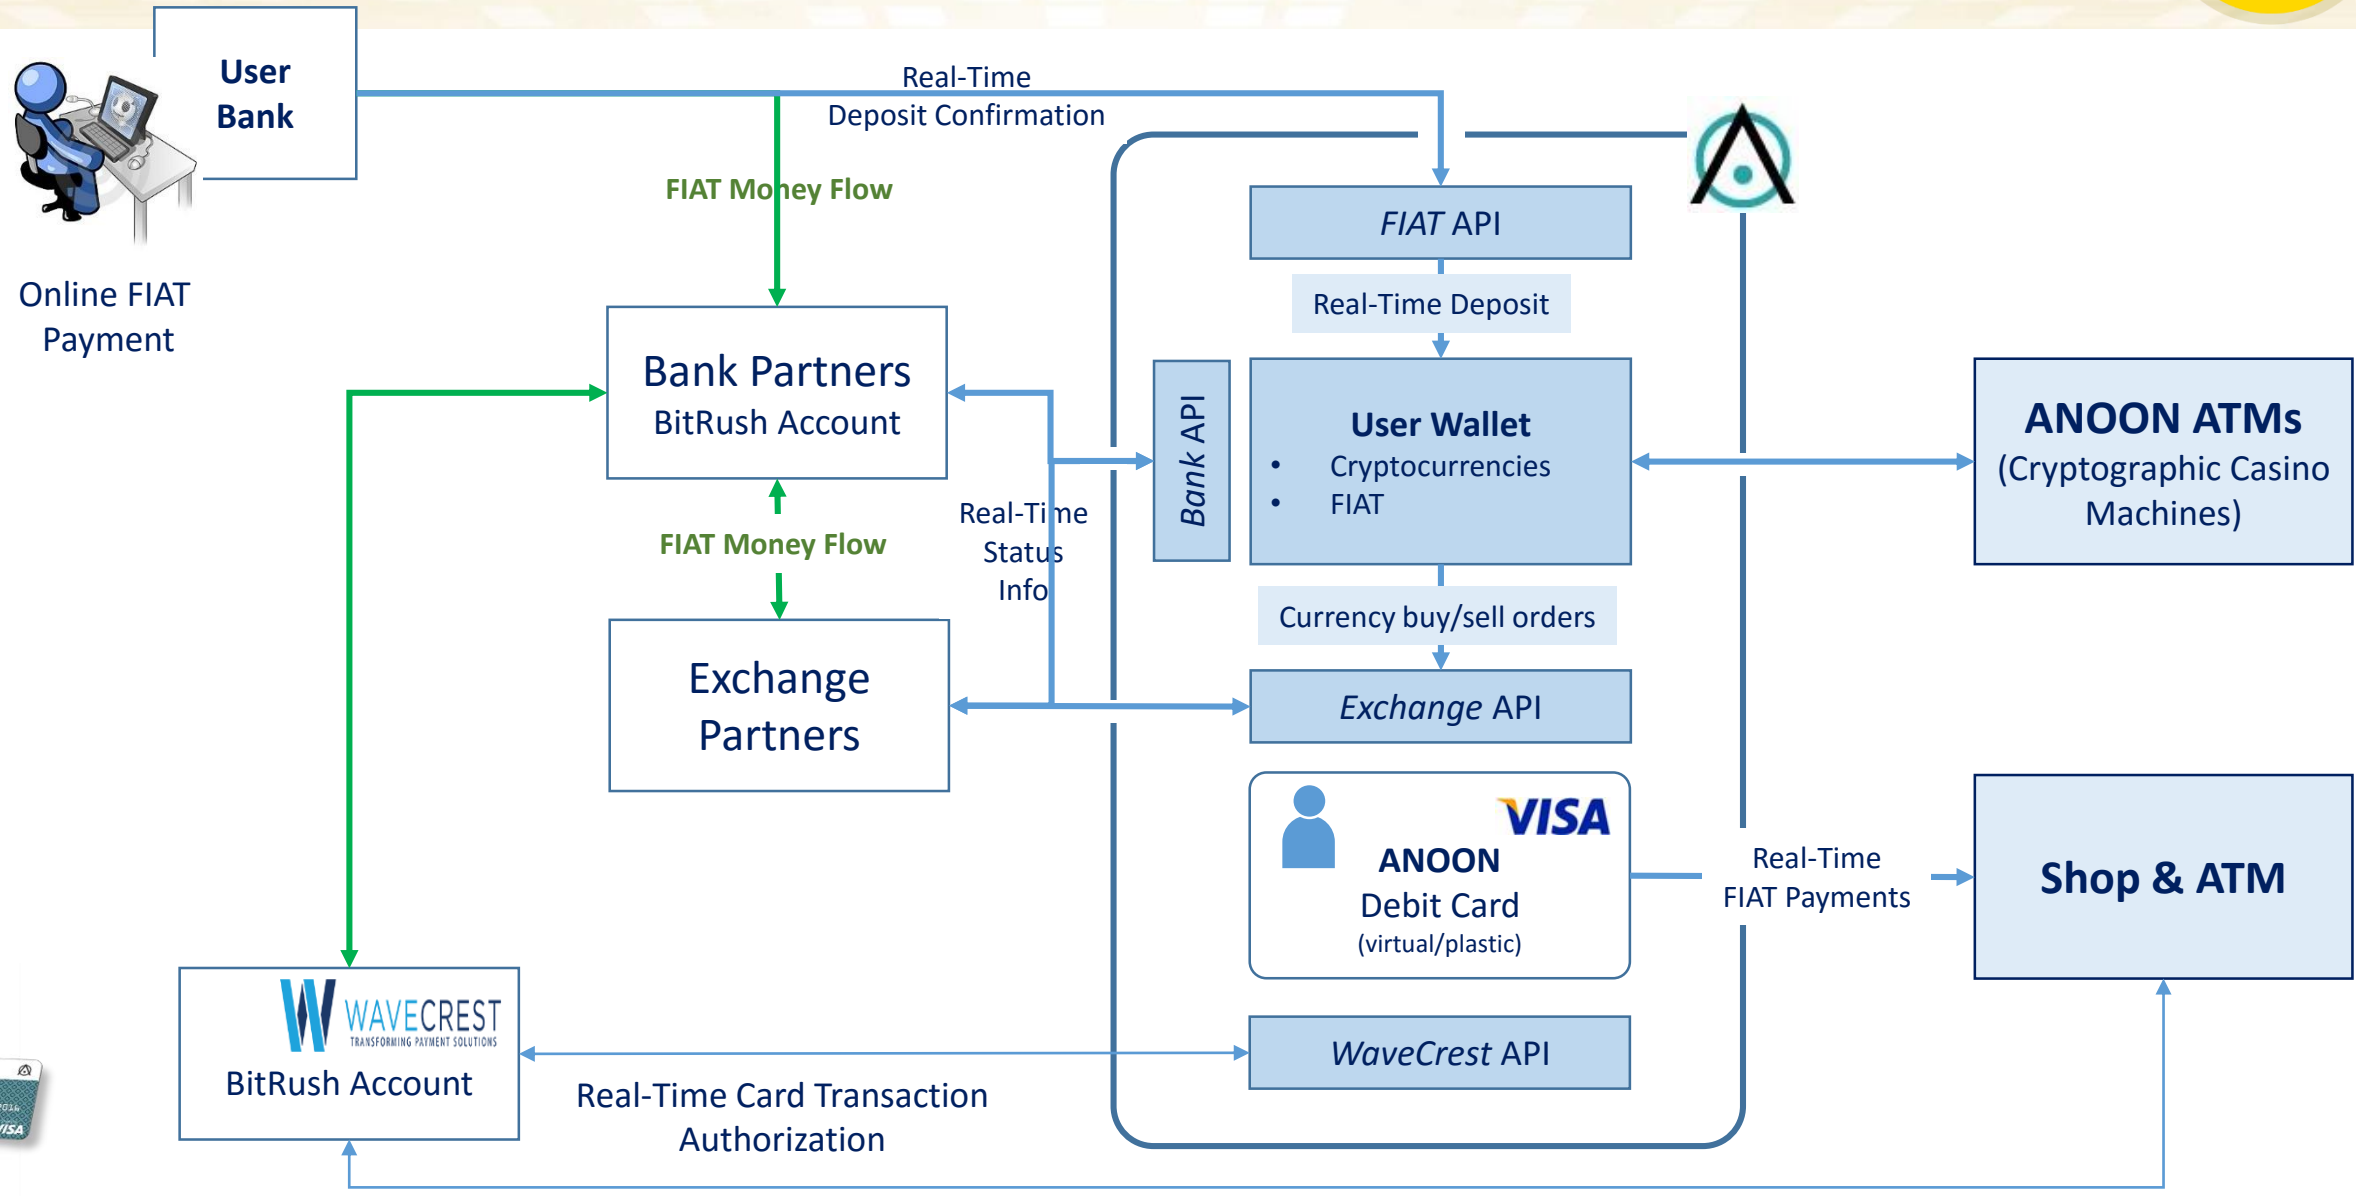 User
Bank
Online FIAT
Payment
Real-Time
Deposit Confirmation
FIAT Money Flow
FIAT API
Real-Time Deposit
Bank Partners
BitRush Account
Bank API
User Wallet
• Cryptocurrencies
• FIAT
ANOON ATMs
(Cryptographic Casino
Machines)
FIAT Money Flow
Real-Time
Status
Info
Currency buy/sell orders
Exchange
Partners
Exchange API
VISA
ANOON
Debit Card
(virtual/plastic)
Real-Time
FIAT Payments
Shop & ATM
WAVECREST
TRANSFORMING PAYMENT SOLUTIONS
BitRush Account
WaveCrest API
Real-Time Card Transaction
Authorization